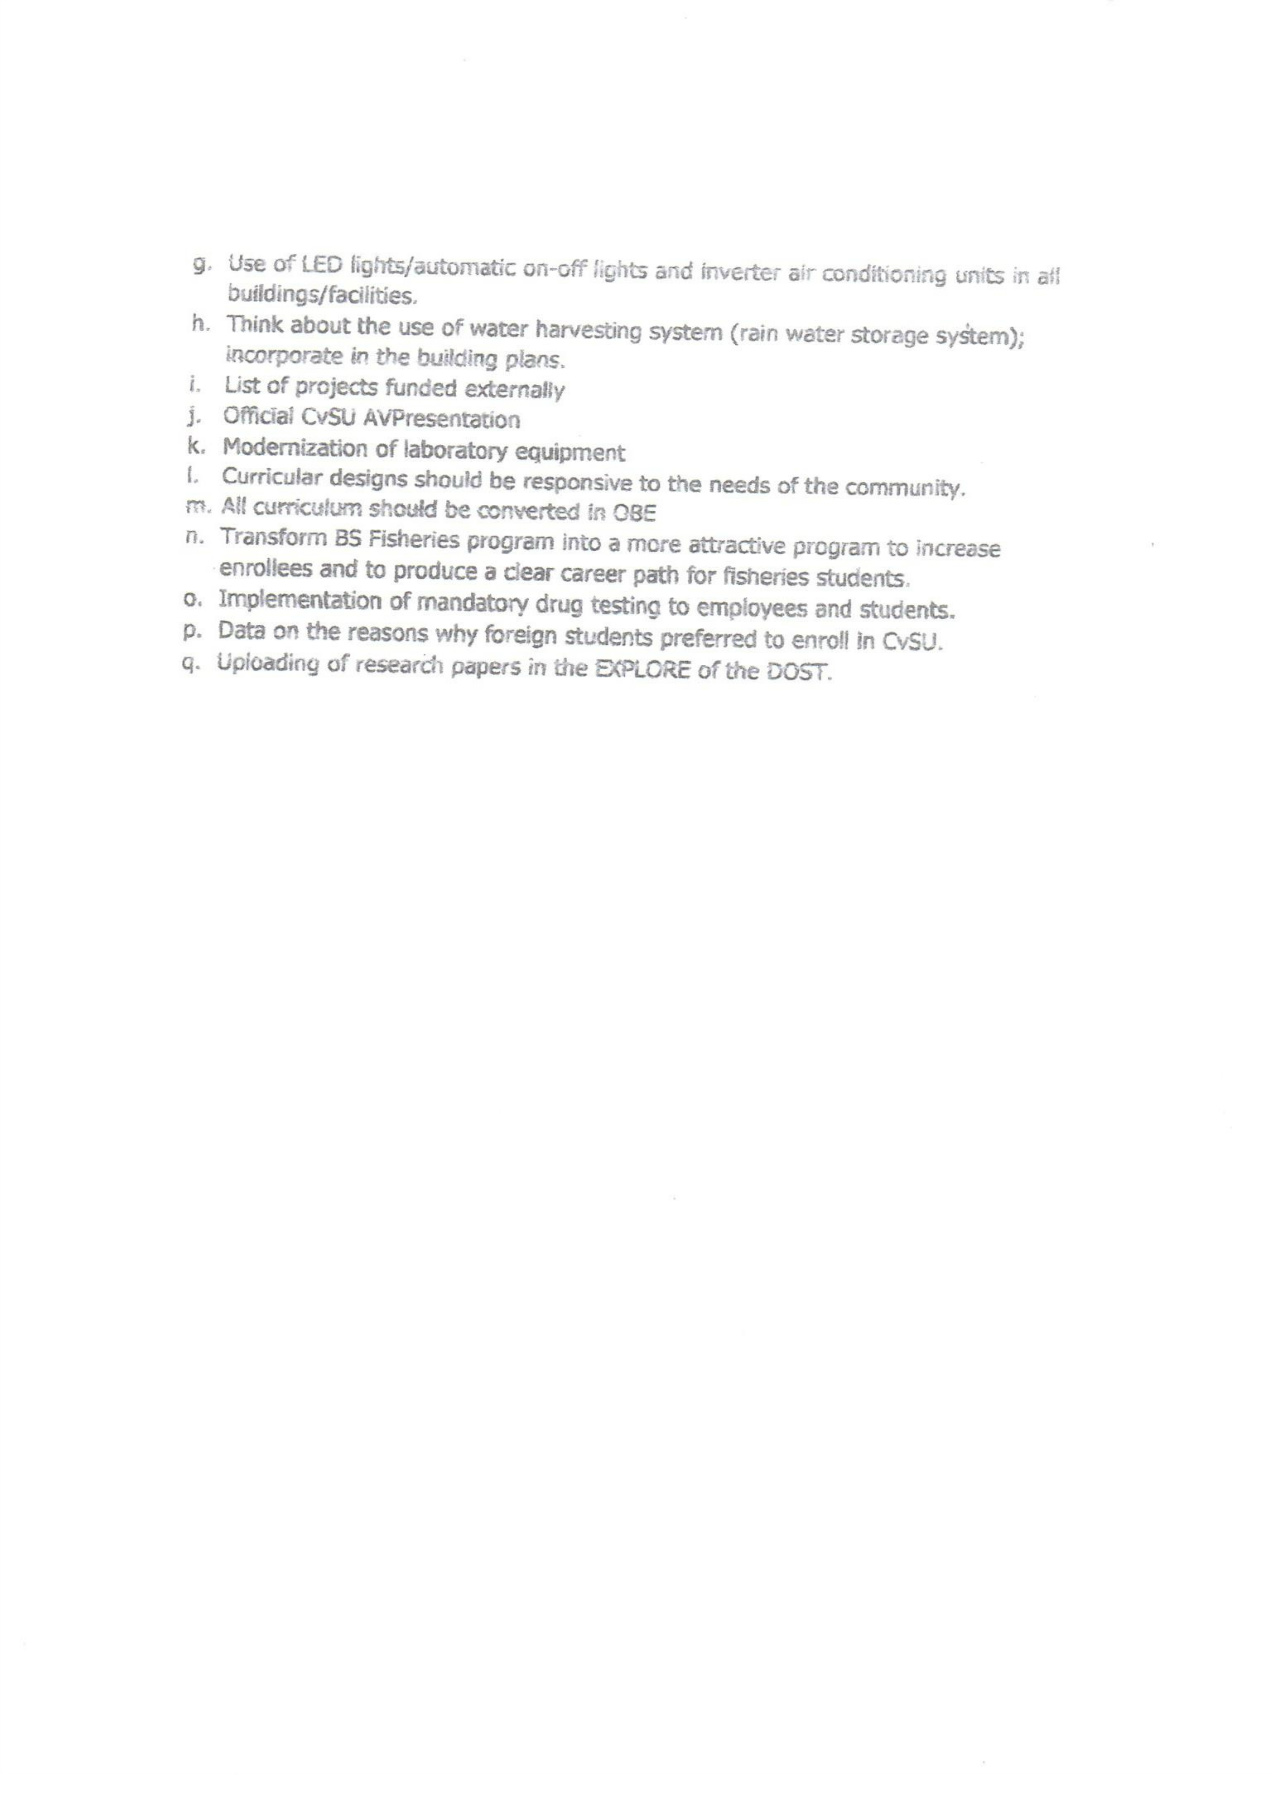 g. Use of LED lights/automatic on-off lights and inverter air conditioning units in all
buildings/facilities.
h. Think about the use of water harvesting system (rain water storage system);
incorporate in the building plans.
i. List of projects funded externally
j. Official CvSU AVPresentation
k. Modernization of laboratory equipment
l. Curricular designs should be responsive to the needs of the community.
m. All curriculum should be converted in OBE
n. Transform BS Fisheries program into a more attractive program to increase
enrollees and to produce a clear career path for fisheries students.
o. Implementation of mandatory drug testing to employees and students.
p. Data on the reasons why foreign students preferred to enroll in CvSU.
q. Uploading of research papers in the EXPLORE of the DOST.